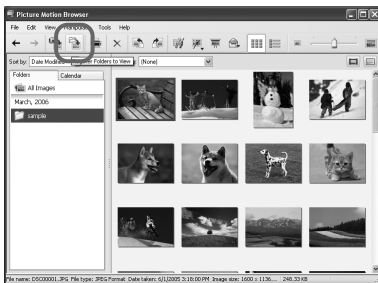 Picture Motion Browser
File Edit View Manipulate Tools Help
Sort by: Date Modified Folders to View (None)
Folders Calendar
All Images
March, 2006
sample
File name: DSC00001.JPG File type: JPEG Format Date taken: 6/1/2005 3:18:00 PM Image size: 1600 x 1136... 248.33 KB